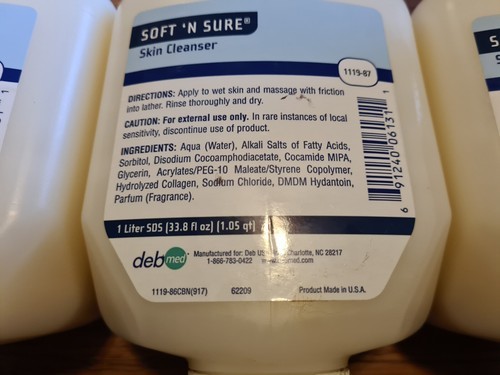 SOFT 'N SURE®
Skin Cleanser
1119-87
DIRECTIONS: Apply to wet skin and massage with friction
into lather. Rinse thoroughly and dry.
CAUTION: For external use only. In rare instances of local
sensitivity, discontinue use of product.
INGREDIENTS: Aqua (Water), Alkali Salts of Fatty Acids,
Sorbitol, Disodium Cocoamphodiacetate, Cocamide MIPA,
Glycerin, Acrylates/PEG-10 Maleate/Styrene Copolymer,
Hydrolyzed Collagen, Sodium Chloride, DMDM Hydantoin,
Parfum (Fragrance).
6 91240 06131 1
1 Liter SDS (33.8 fl oz) (1.05 qt)
debmed
Manufactured for: Deb Charlotte, NC 28217
1-866-783-0422
1119-86CBN(917) 62209 Product Made in U.S.A.